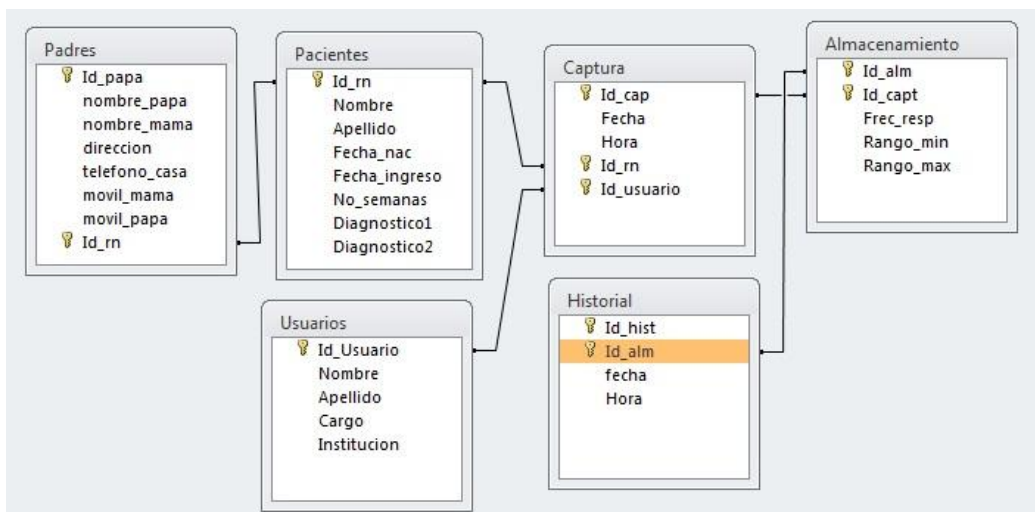 Padres
Id_papa
nombre_papa
nombre_mama
direccion
telefono_casa
movil_mama
movil_papa
Id_rn
Pacientes
Id_rn
Nombre
Apellido
Fecha_nac
Fecha_ingreso
No_semanas
Diagnostico1
Diagnostico2
Captura
Id_cap
Fecha
Hora
Id_rn
Id_usuario
Almacenamiento
Id_alm
Id_capt
Frec_resp
Rango_min
Rango_max
Usuarios
Id_Usuario
Nombre
Apellido
Cargo
Institucion
Historial
Id_hist
Id_alm
fecha
Hora